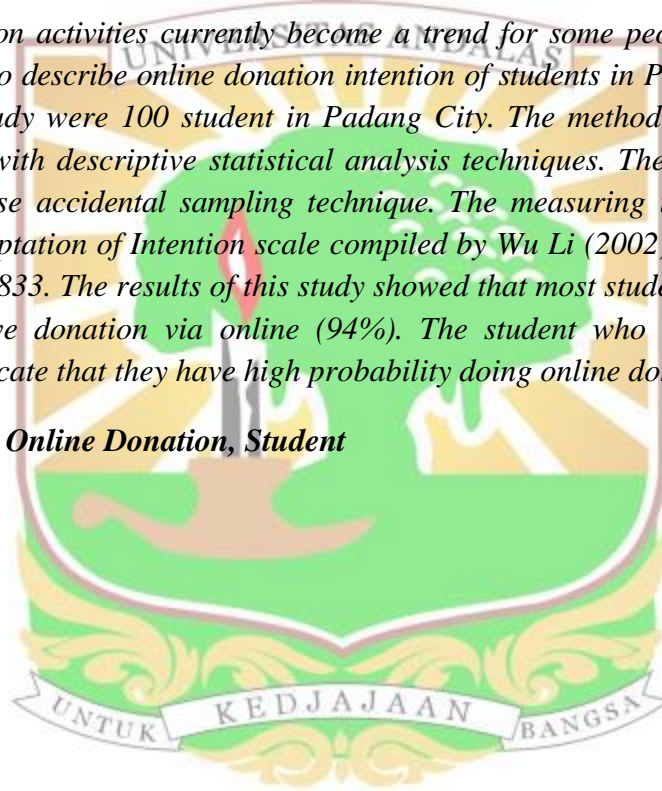 on activities currently become a trend for some peo
UNIVERSITAS ANDALAS
o describe online donation intention of students in P
udy were 100 student in Padang City. The method
with descriptive statistical analysis techniques. The
se accidental sampling technique. The measuring
ptation of Intention scale compiled by Wu Li (2002)
833. The results of this study showed that most stude
ve donation via online (94%). The student who
cate that they have high probability doing online do
Online Donation, Student
UNTUK KEDJAJAAN BANGSA